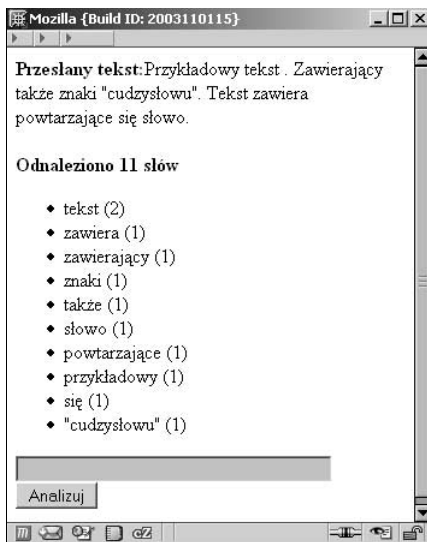 Mozilla {Build ID: 2003110115}
Przesłany tekst:Przykładowy tekst . Zawierający
także znaki "cudzysłowu". Tekst zawiera
powtarzające się słowo.
Odnaleziono 11 słów
tekst (2)
zawiera (1)
zawierający (1)
znaki (1)
także (1)
słowo (1)
powtarzające (1)
przykładowy (1)
się (1)
"cudzysłowu" (1)
Analizuj